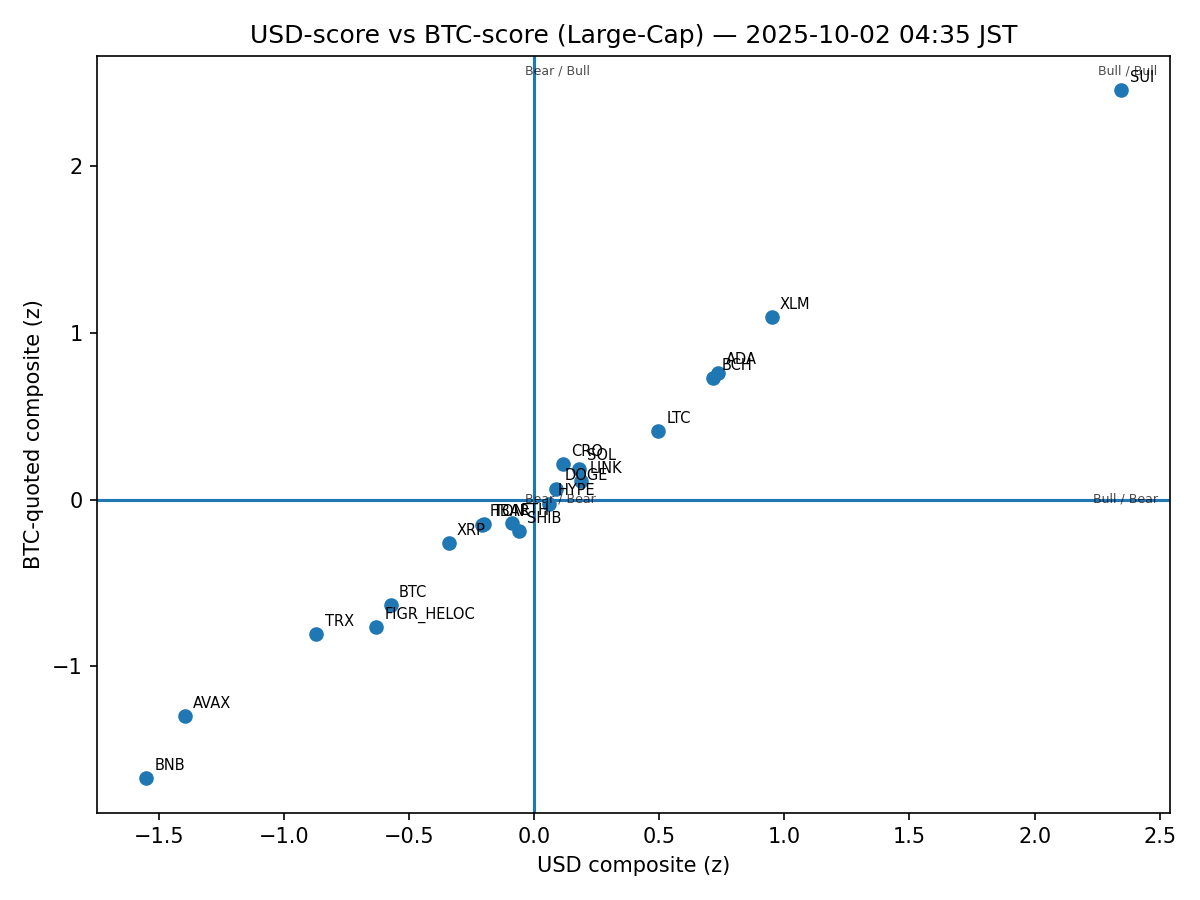 USD-score vs BTC-score (Large-Cap) — 2025-10-02 04:35 JST
Bear / Bull
Bull / Bull
SUI
2
XLM
1
ADA
BCH
LTC
CRO
SOL
LINK
DOGE
HYPE
0
Bear / Bear
Bull / Bear
ETH
SHIB
XRP
BTC
FIGR_HELOC
TRX
−1
AVAX
BNB
−1.5
−1.0
−0.5
0.0
0.5
1.0
1.5
2.0
2.5
USD composite (z)
BTC-quoted composite (z)